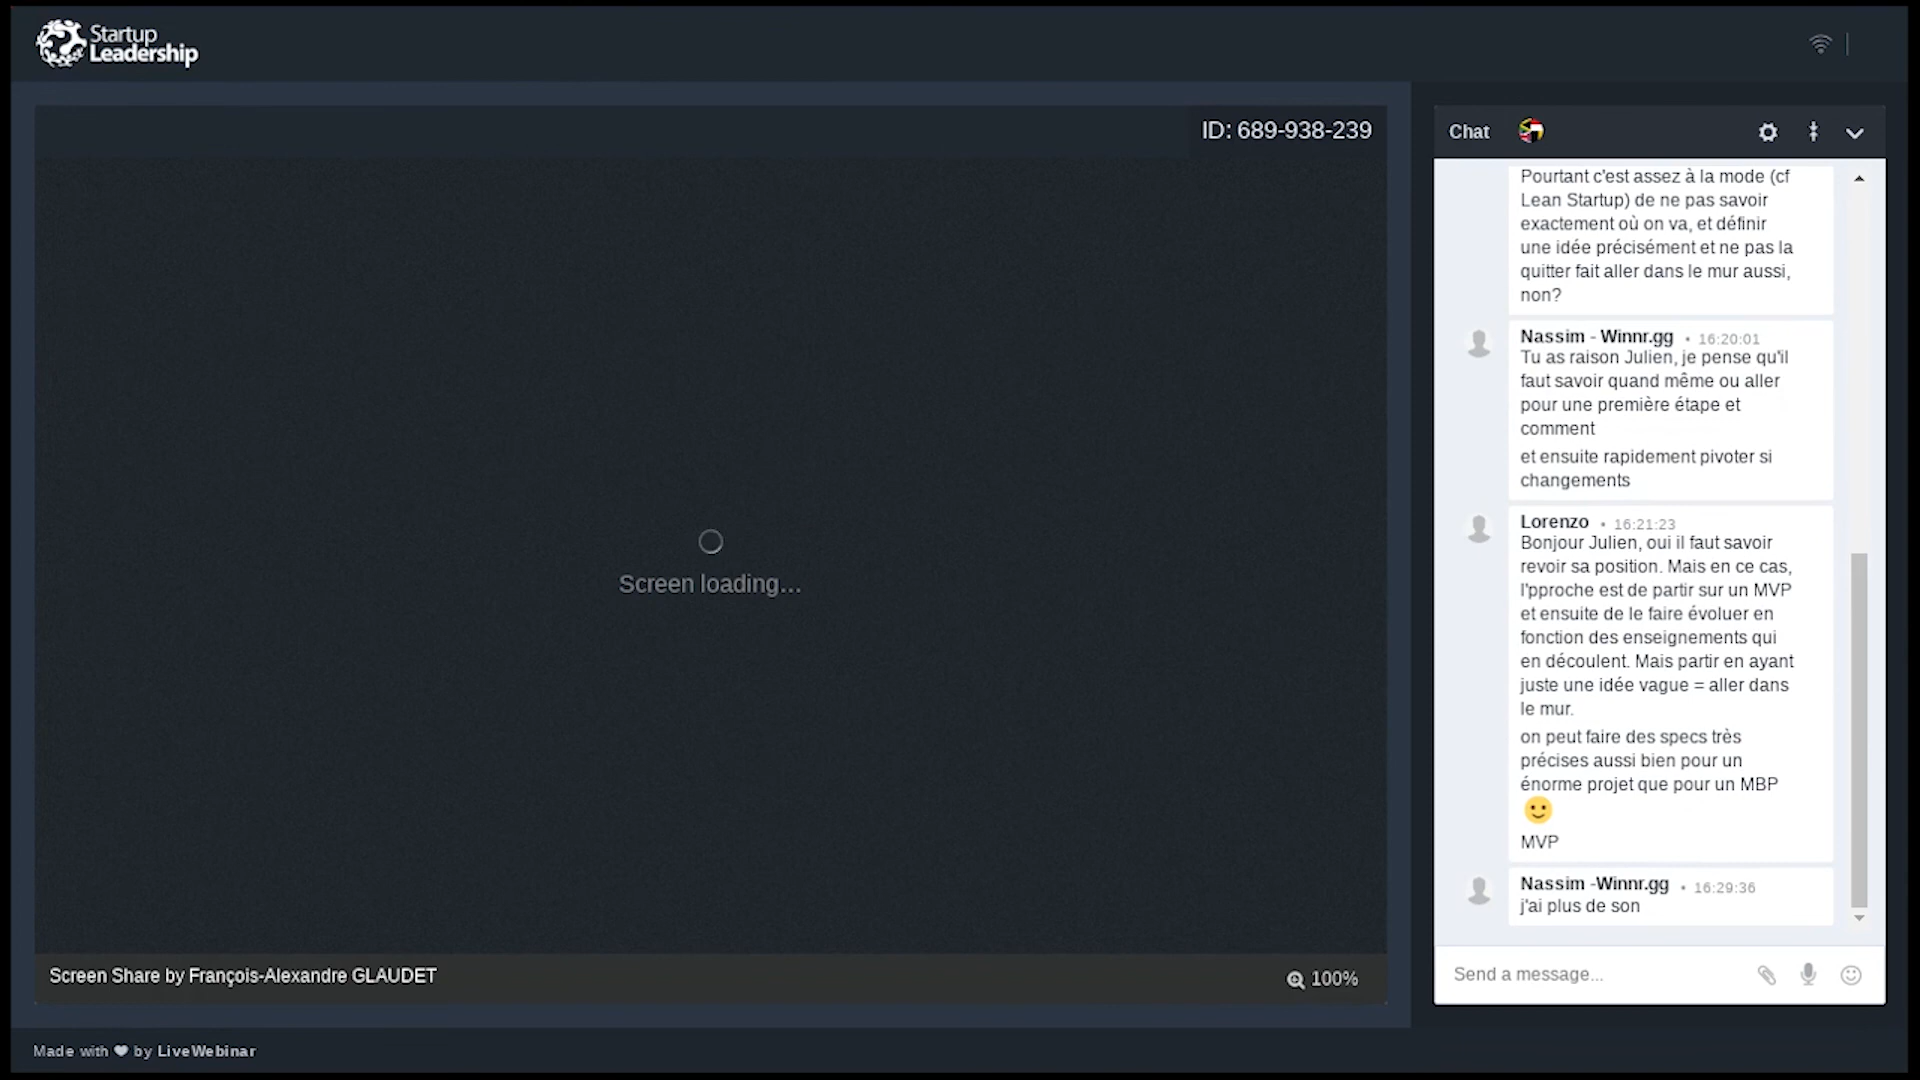 Startup
Leadership
ID: 689-938-239
Screen loading...
Screen Share by François-Alexandre GLAUDET
100%
Chat
Pourtant c'est assez à la mode (cf
Lean Startup) de ne pas savoir
exactement où on va, et définir
une idée précisément et ne pas la
quitter fait aller dans le mur aussi,
non?
Nassim - Winnr.gg • 16:20:01
Tu as raison Julien, je pense qu'il
faut savoir quand même ou aller
pour une première étape et
comment
et ensuite rapidement pivoter si
changements
Lorenzo • 16:21:23
Bonjour Julien, oui il faut savoir
revoir sa position. Mais en ce cas,
l'pproche est de partir sur un MVP
et ensuite de le faire évoluer en
fonction des enseignements qui
en découlent. Mais partir en ayant
juste une idée vague = aller dans
le mur.
on peut faire des specs très
précises aussi bien pour un
énorme projet que pour un MBP
MVP
Nassim -Winnr.gg • 16:29:36
j'ai plus de son
Send a message...
Made with ❤ by LiveWebinar